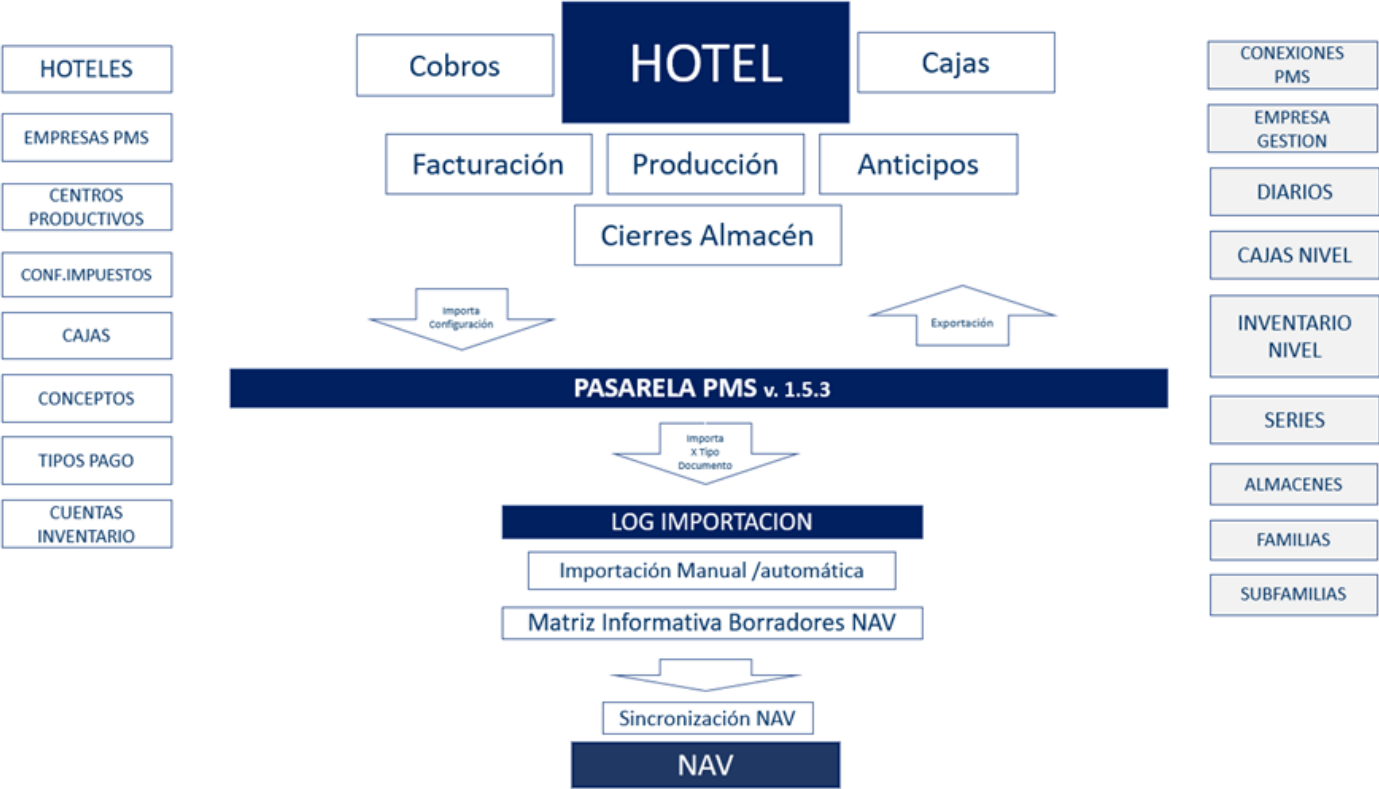 HOTELES
EMPRESAS PMS
CENTROS
PRODUCTIVOS
CONF.IMPUESTOS
CAJAS
CONCEPTOS
TIPOS PAGO
CUENTAS
INVENTARIO
Cobros
HOTEL
Cajas
Facturación
Producción
Anticipos
Cierres Almacén
Importa
Configuración
Exportación
PASARELA PMS v. 1.5.3
Importa
X Tipo
Documento
LOG IMPORTACION
Importación Manual /automática
Matriz Informativa Borradores NAV
Sincronización NAV
NAV
CONEXIONES
PMS
EMPRESA
GESTION
DIARIOS
CAJAS NIVEL
INVENTARIO
NIVEL
SERIES
ALMACENES
FAMILIAS
SUBFAMILIAS